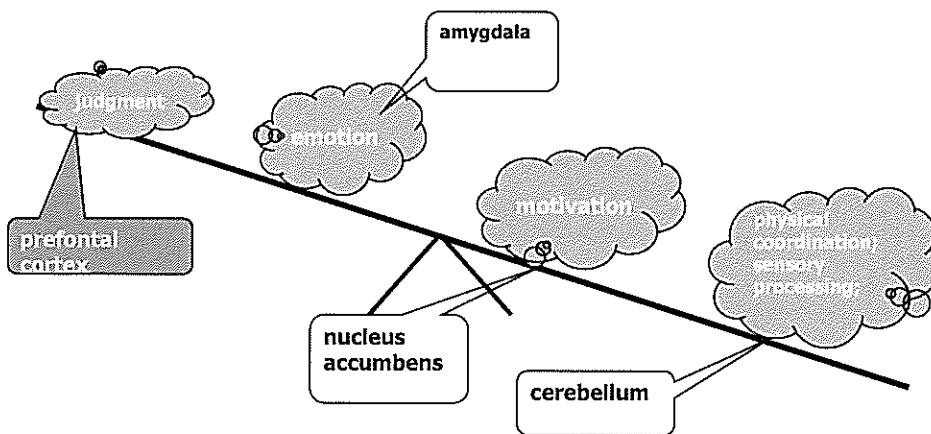 amygdala
judgment
emotion
motivation
physical
coordination;
sensory
processing;
prefontal
cortex
nucleus
accumbens
cerebellum